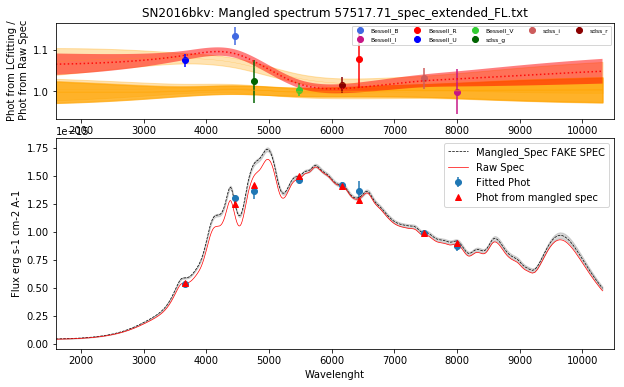 SN2016bkv: Mangled spectrum 57517.71_spec_extended_FL.txt
Phot from LCfitting /
Phot from Raw Spec
1.1
1.0
Bessell_B
Bessell_I
Bessell_R
Bessell_U
Bessell_V
sdss_g
sdss_i
sdss_r
2000 3000 4000 5000 6000 7000 8000 9000 10000
Flux erg s-1 cm-2 A-1
1.75
1.50
1.25
1.00
0.75
0.50
0.25
0.00
Mangled_Spec FAKE SPEC
Raw Spec
Fitted Phot
Phot from mangled spec
2000 3000 4000 5000 6000 7000 8000 9000 10000
Wavelenght